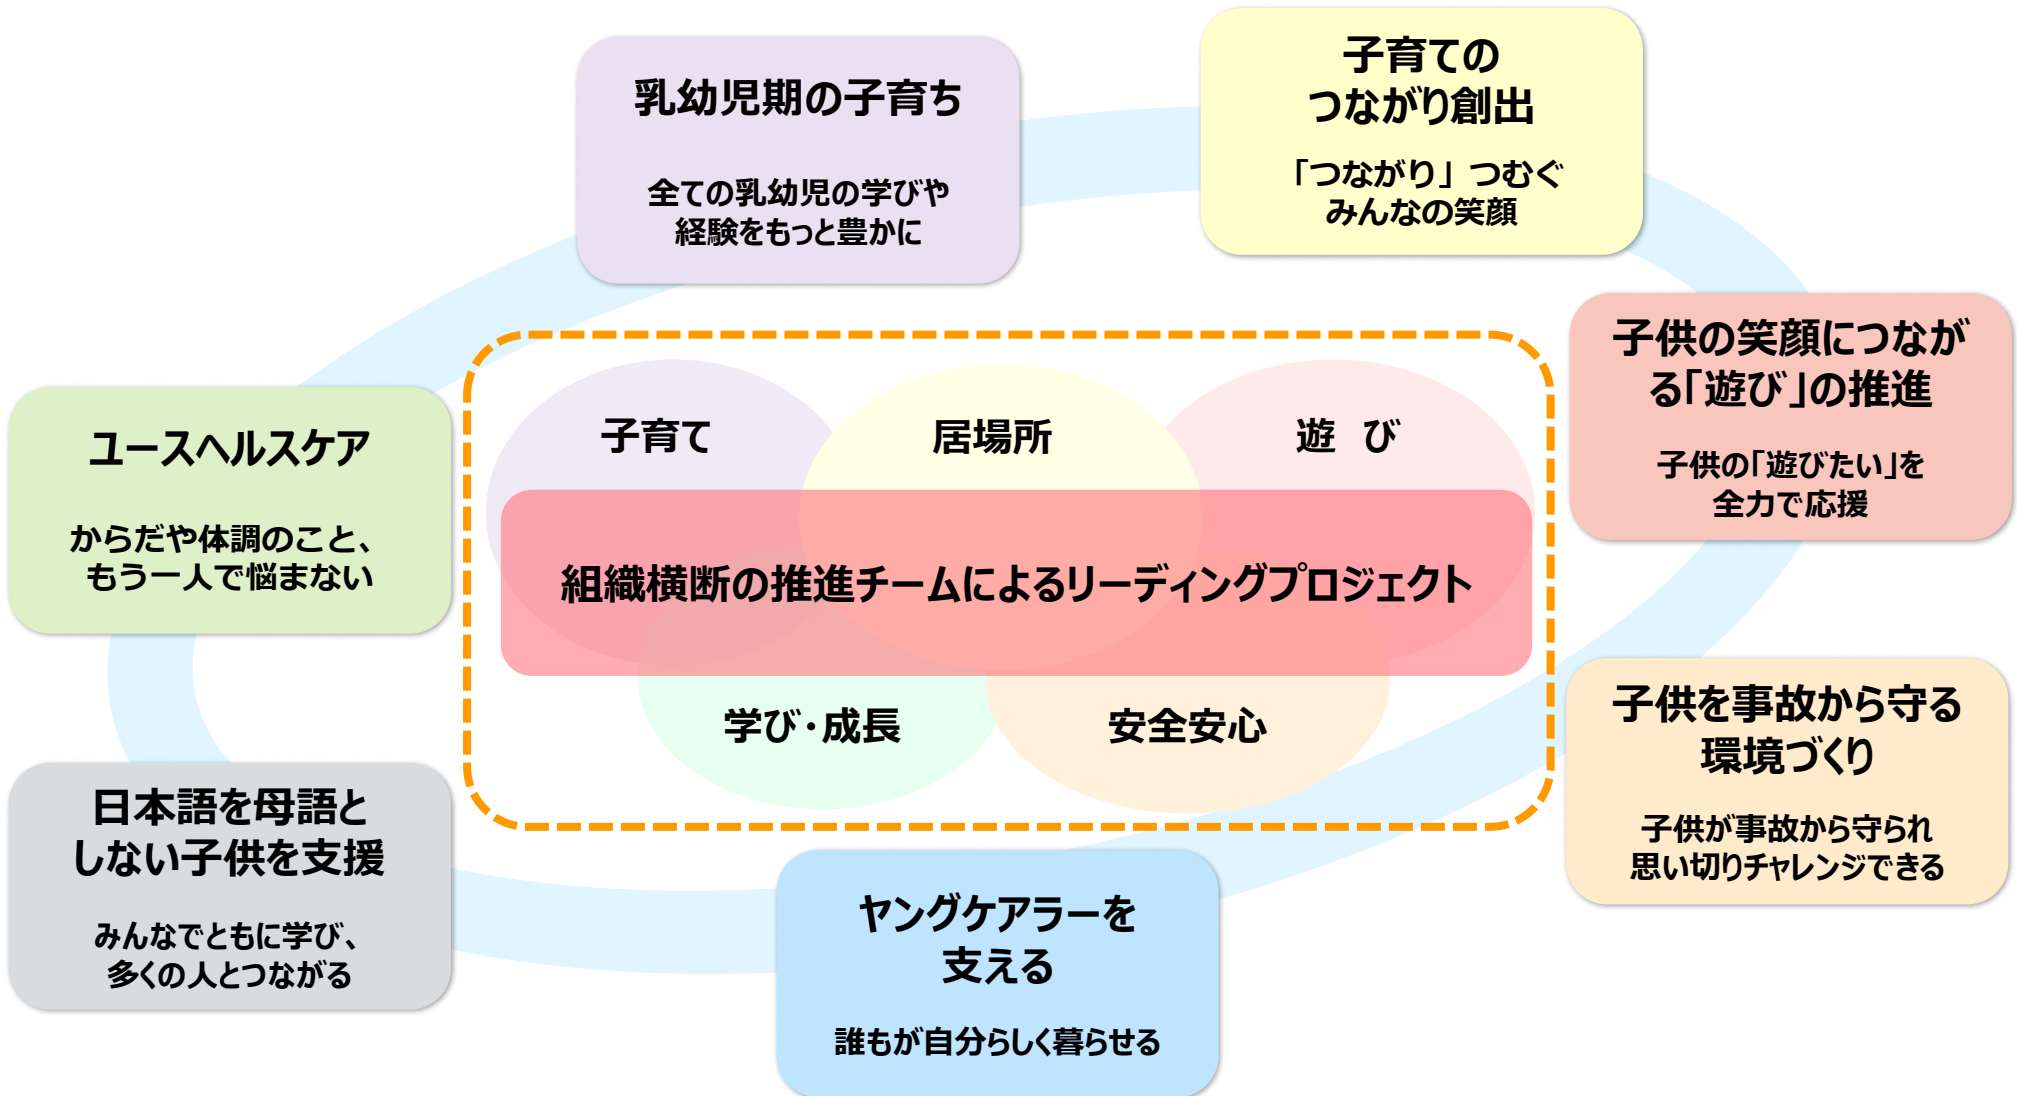 乳幼児期の子育ち
全ての乳幼児の学びや
経験をもっと豊かに
子育ての
つながり創出
「つながり」つむぐ
みんなの笑顔
子供の笑顔につなが
る「遊び」の推進
子供の「遊びたい」を
全力で応援
ユースヘルスケア
からだや体調のこと、
もう一人で悩まない
子育て
居場所
遊 び
組織横断の推進チームによるリーディングプロジェクト
学び・成長
安全安心
子供を事故から守る
環境づくり
子供が事故から守られ
思い切りチャレンジできる
日本語を母語と
しない子供を支援
みんなでともに学び、
多くの人とつながる
ヤングケアラーを
支える
誰もが自分らしく暮らせる